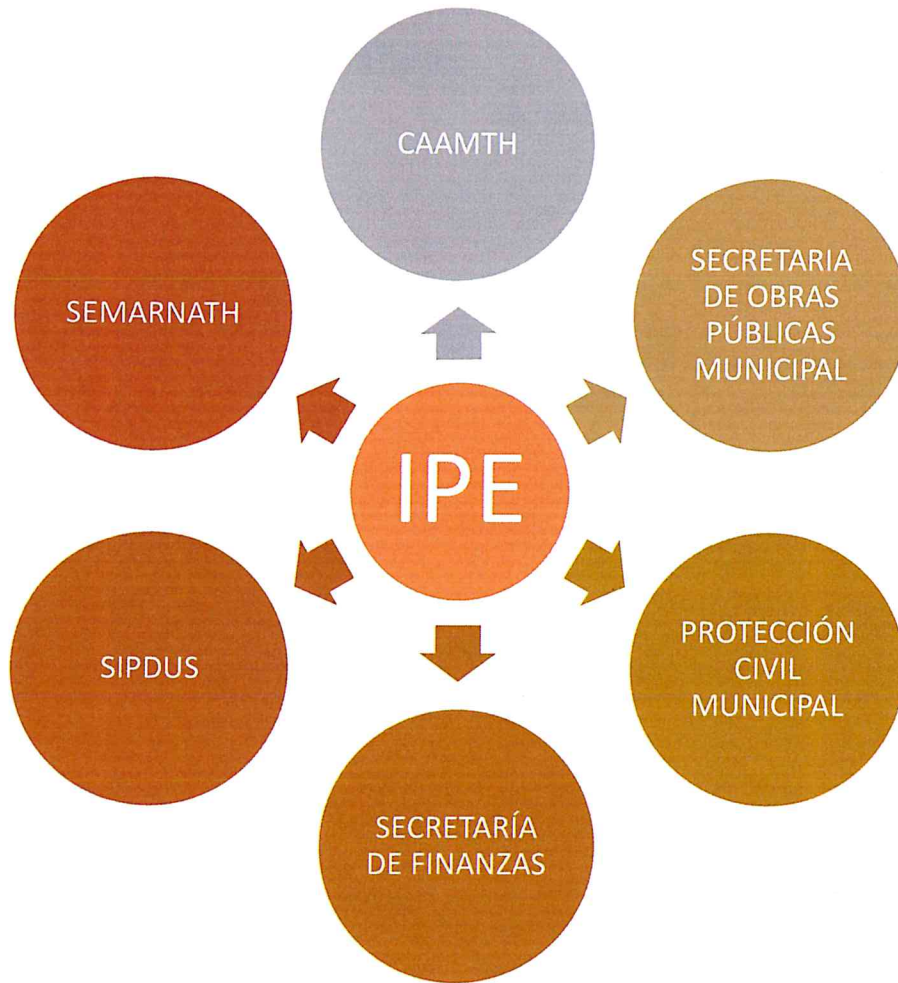 CAAMTH
SECRETARIA
DE OBRAS
PÚBLICAS
MUNICIPAL
PROTECCIÓN
CIVIL
MUNICIPAL
SECRETARÍA
DE FINANZAS
SIPDUS
SEMARNATH
IPE